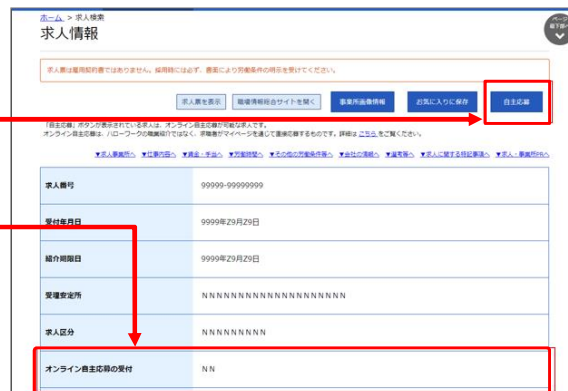 ホーム > 求人検索
求人情報
ページ
最下部へ
求人票は雇用契約書ではありません。採用時には必ず、書面により労働条件の明示を受けてください。
求人票を表示 職場情報総合サイトを開く 事業所画像情報 お気に入りに保存 自主応募
「自主応募」ボタンが表示されている求人は、オンライン自主応募が可能な求人です。
オンライン自主応募は、ハローワークの職業紹介ではなく、求職者がマイページを通じて直接応募するものです。詳細は こちら をご覧ください。
▼求人事業所へ ▼仕事内容へ ▼賃金・手当へ ▼労働時間へ ▼その他の労働条件等へ ▼会社の情報へ ▼選考等へ ▼求人に関する特記事項へ ▼求人・事業所PRへ
求人番号 99999-99999999
受付年月日 9999年Z9月Z9日
紹介期限日 9999年Z9月Z9日
受理安定所 ＮＮＮＮＮＮＮＮＮＮＮＮＮＮＮＮＮＮＮＮ
求人区分 ＮＮＮＮＮＮＮＮＮ
オンライン自主応募の受付 ＮＮ